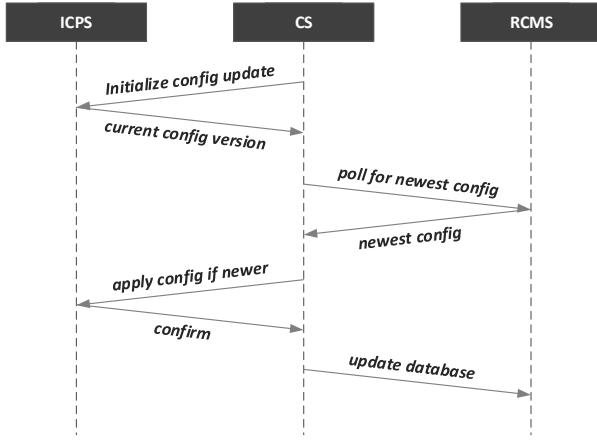 ICPS
CS
RCMS
Initialize config update
current config version
poll for newest config
newest config
apply config if newer
confirm
update database